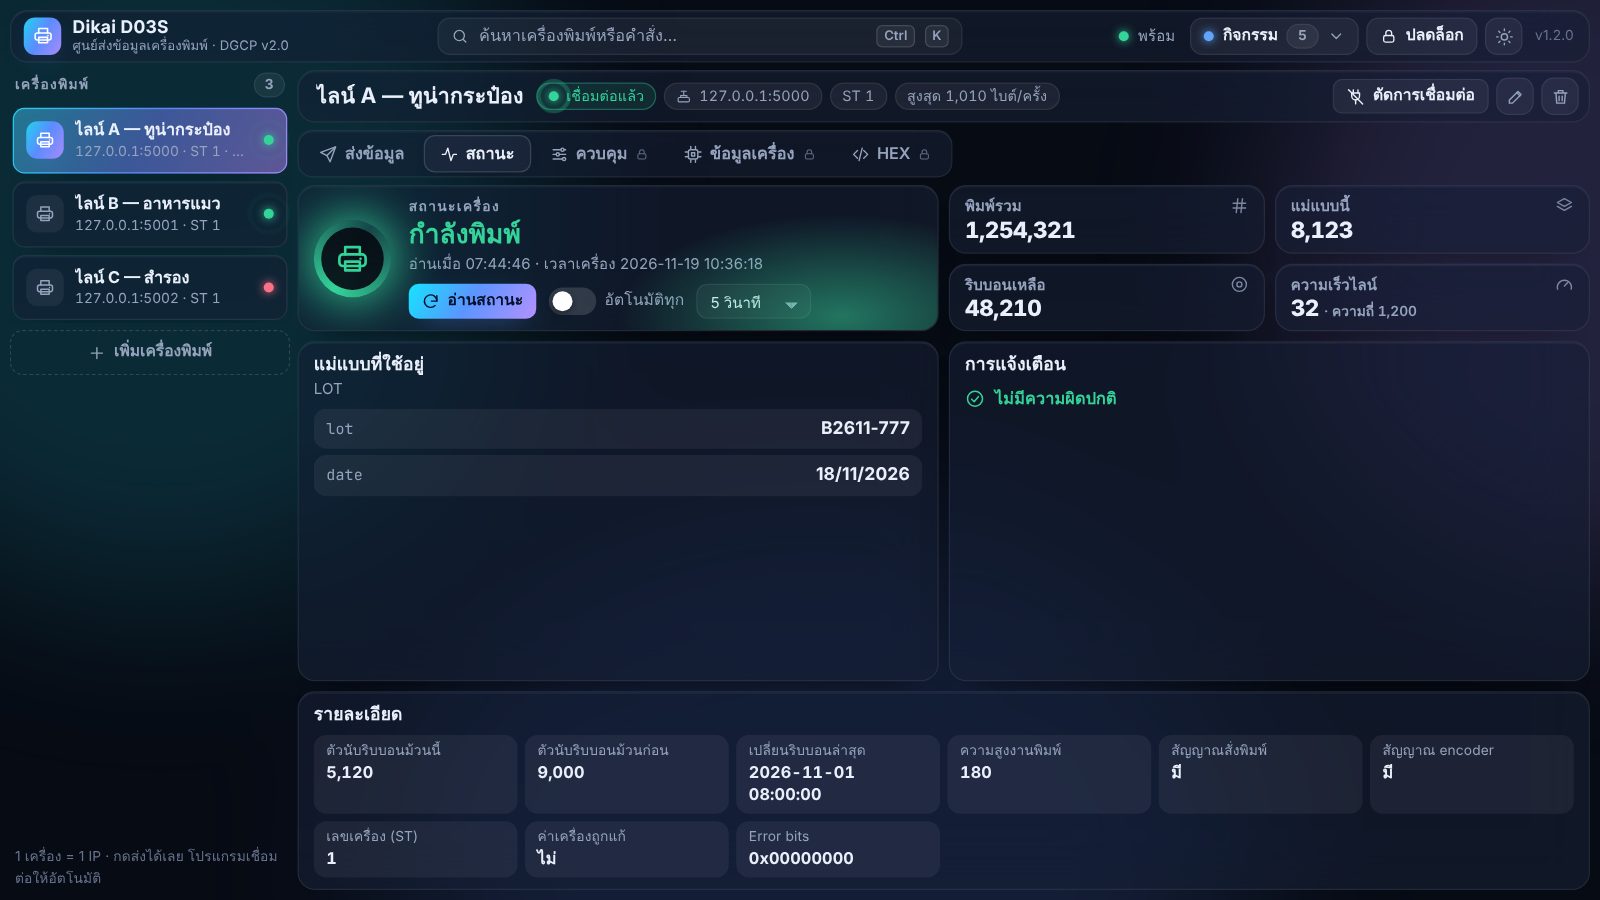 Dikai D03S
ศูนย์ส่งข้อมูลเครื่องพิมพ์ · DGCP v2.0
ค้นหาเครื่องพิมพ์หรือคำสั่ง… Ctrl K
พร้อม
กิจกรรม 5
ปลดล็อก
v1.2.0
เครื่องพิมพ์ 3
ไลน์ A — ทูน่ากระป๋อง
127.0.0.1:5000 · ST 1 · …
ไลน์ B — อาหารแมว
127.0.0.1:5001 · ST 1
ไลน์ C — สำรอง
127.0.0.1:5002 · ST 1
เพิ่มเครื่องพิมพ์
1 เครื่อง = 1 IP · กดส่งได้เลย โปรแกรมเชื่อม
ต่อให้อัตโนมัติ
ไลน์ A — ทูน่ากระป๋อง
เชื่อมต่อแล้ว
127.0.0.1:5000
ST 1
สูงสุด 1,010 ไบต์/ครั้ง
ตัดการเชื่อมต่อ
ส่งข้อมูล
สถานะ
ควบคุม
ข้อมูลเครื่อง
HEX
สถานะเครื่อง
กำลังพิมพ์
อ่านเมื่อ 07:44:46 · เวลาเครื่อง 2026-11-19 10:36:18
อ่านสถานะ
อัตโนมัติทุก
5 วินาที
พิมพ์รวม
1,254,321
แม่แบบนี้
8,123
ริบบอนเหลือ
48,210
ความเร็วไลน์
32 · ความถี่ 1,200
แม่แบบที่ใช้อยู่
LOT
lot B2611-777
date 18/11/2026
การแจ้งเตือน
ไม่มีความผิดปกติ
รายละเอียด
ตัวนับริบบอนม้วนนี้
5,120
ตัวนับริบบอนม้วนก่อน
9,000
เปลี่ยนริบบอนล่าสุด
2026-11-01
08:00:00
ความสูงงานพิมพ์
180
สัญญาณสั่งพิมพ์
มี
สัญญาณ encoder
มี
เลขเครื่อง (ST)
1
ค่าเครื่องถูกแก้
ไม่
Error bits
0x00000000